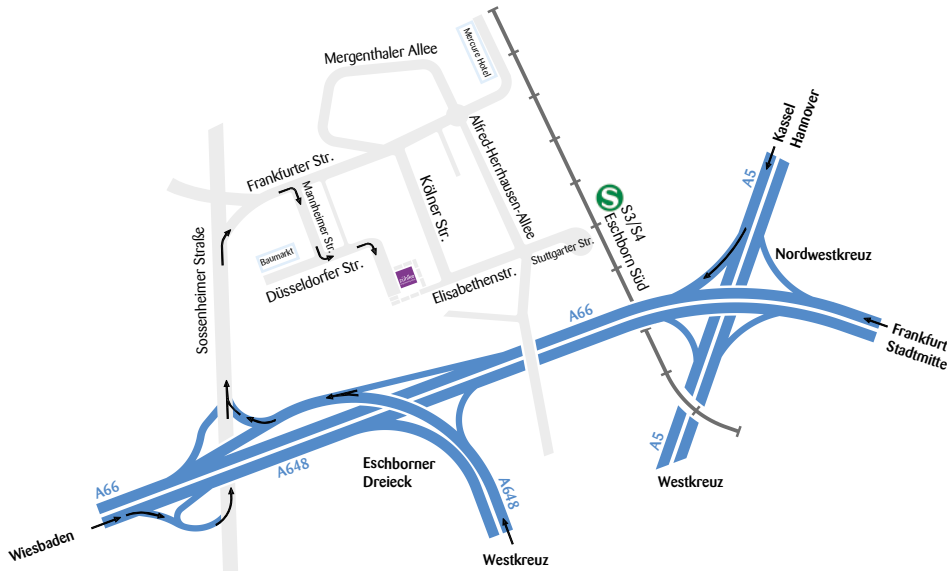 Mergenthaler Allee
Mercure Hotel
Kassel
Hannover
A5
Frankfurter Str.
Mannheimer Str.
Kölner Str.
Alfred-Herrhausen-Allee
S
S3/S4
Eschborn Süd
Baumarkt
Düsseldorfer Str.
Elisabethenstr.
Stuttgarter Str.
Nordwestkreuz
Sossenheimer Straße
A66
Frankfurt
Stadtmitte
A5
Westkreuz
A648
Eschborner
Dreieck
A66
A648
Wiesbaden
Westkreuz